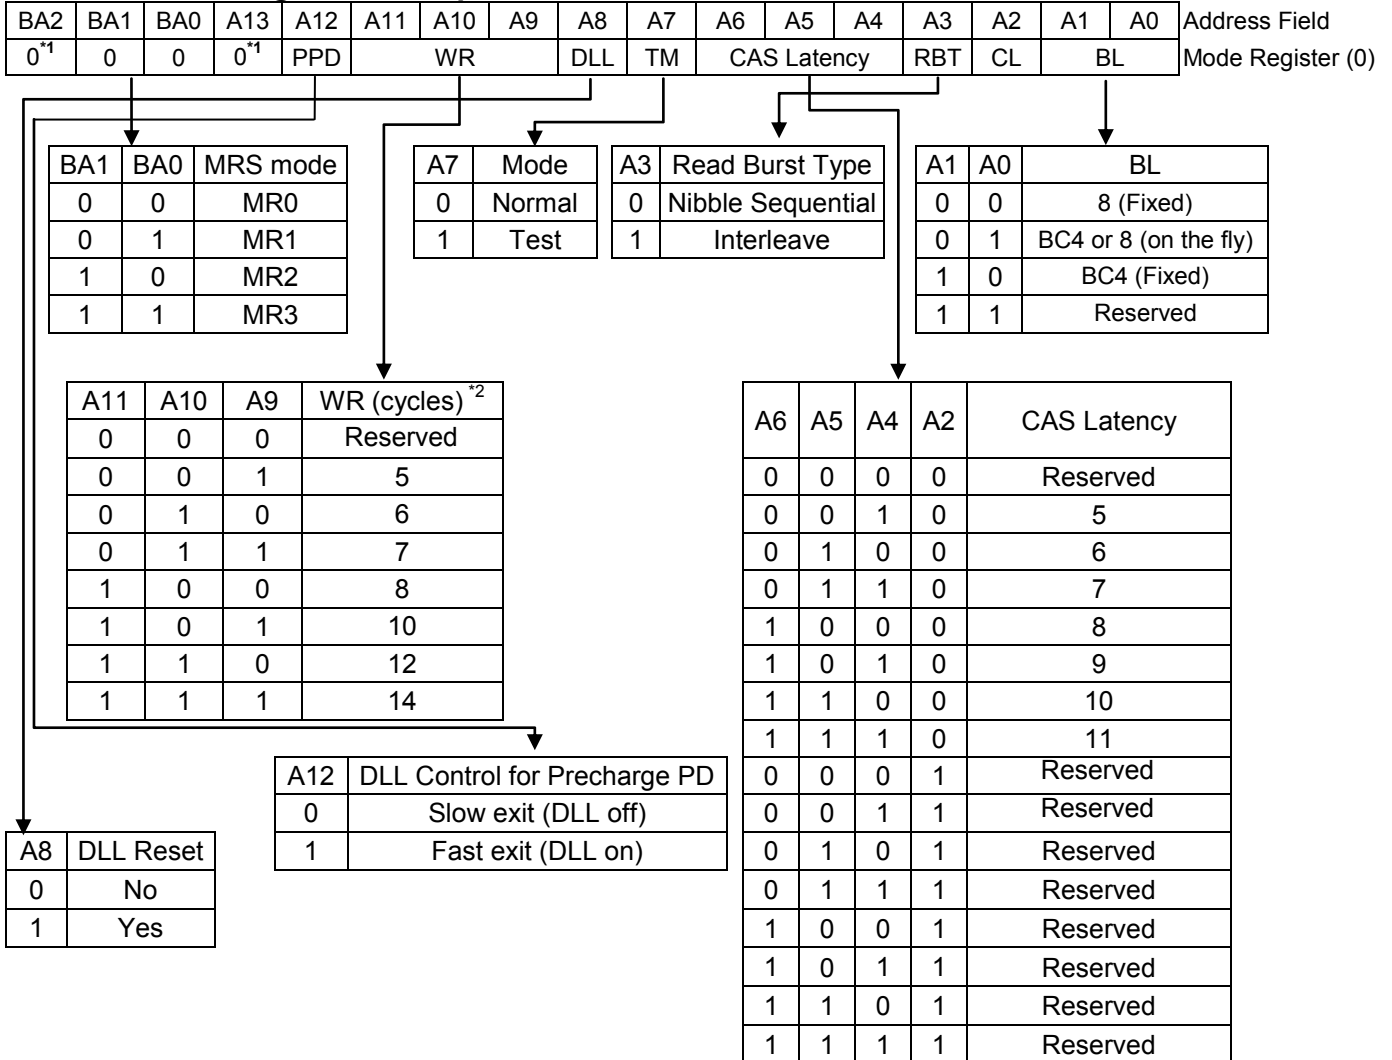 BA2 BA1 BA0 A13 A12 A11 A10 A9 A8 A7 A6 A5 A4 A3 A2 A1 A0 Address Field
0*1 0 0 0*1 PPD WR DLL TM CAS Latency RBT CL BL Mode Register (0)
BA1 BA0 MRS mode
0 0 MR0
0 1 MR1
1 0 MR2
1 1 MR3
A7 Mode
0 Normal
1 Test
A3 Read Burst Type
0 Nibble Sequential
1 Interleave
A1 A0 BL
0 0 8 (Fixed)
0 1 BC4 or 8 (on the fly)
1 0 BC4 (Fixed)
1 1 Reserved
A11 A10 A9 WR (cycles) *2
0 0 0 Reserved
0 0 1 5
0 1 0 6
0 1 1 7
1 0 0 8
1 0 1 10
1 1 0 12
1 1 1 14
A6 A5 A4 A2 CAS Latency
0 0 0 0 Reserved
0 0 1 0 5
0 1 0 0 6
0 1 1 0 7
1 0 0 0 8
1 0 1 0 9
1 1 0 0 10
1 1 1 0 11
0 0 0 1 Reserved
0 0 1 1 Reserved
0 1 0 1 Reserved
0 1 1 1 Reserved
1 0 0 1 Reserved
1 0 1 1 Reserved
1 1 0 1 Reserved
1 1 1 1 Reserved
A12 DLL Control for Precharge PD
0 Slow exit (DLL off)
1 Fast exit (DLL on)
A8 DLL Reset
0 No
1 Yes